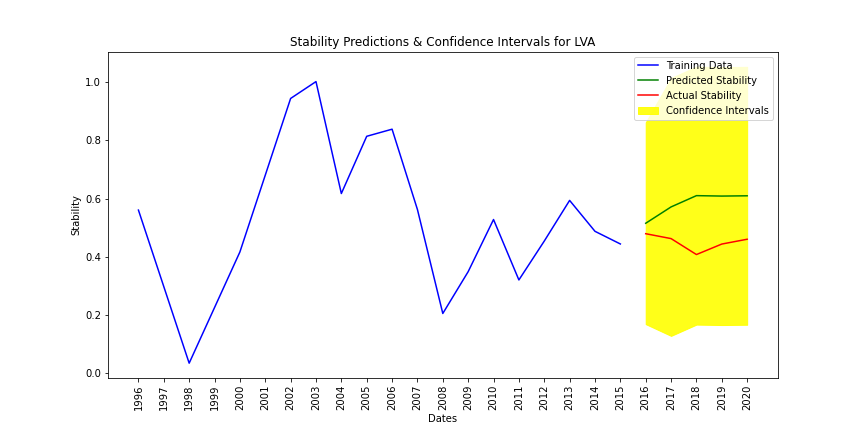 Stability Predictions & Confidence Intervals for LVA
Training Data
Predicted Stability
Actual Stability
Confidence Intervals
Stability
1.0
0.8
0.6
0.4
0.2
0.0
1996 1997 1998 1999 2000 2001 2002 2003 2004 2005 2006 2007 2008 2009 2010 2011 2012 2013 2014 2015 2016 2017 2018 2019 2020
Dates